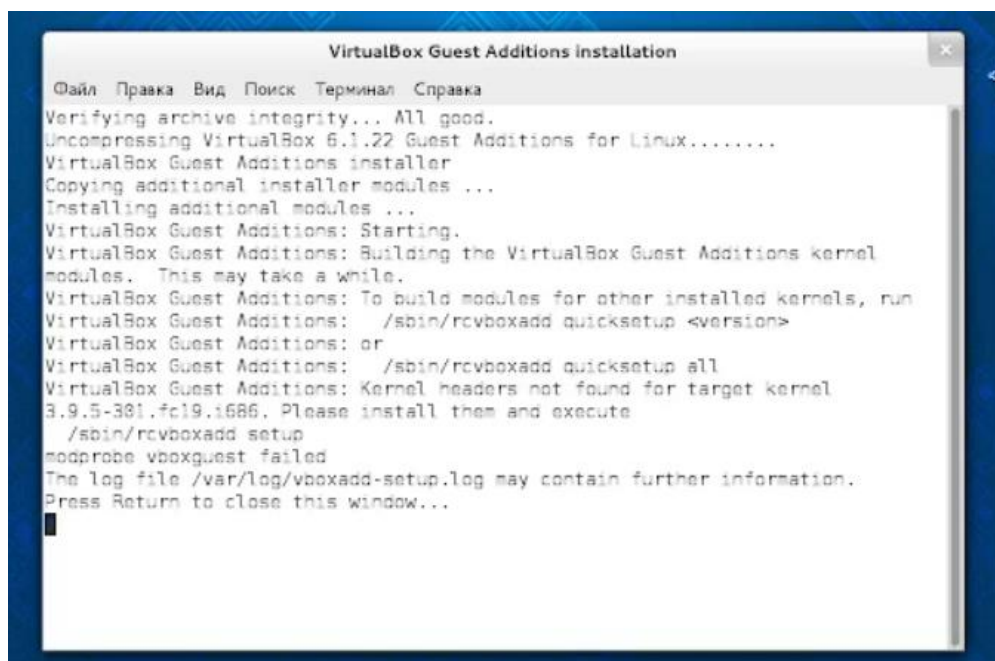 VirtualBox Guest Additions installation
Файл Правка Вид Поиск Терминал Справка
Verifying archive integrity... All good.
Uncompressing VirtualBox 6.1.22 Guest Additions for Linux........
VirtualBox Guest Additions installer
Copying additional installer modules ...
Installing additional modules ...
VirtualBox Guest Additions: Starting.
VirtualBox Guest Additions: Building the VirtualBox Guest Additions kernel
modules.  This may take a while.
VirtualBox Guest Additions: To build modules for other installed kernels, run
VirtualBox Guest Additions:   /sbin/rcvboxadd quicksetup <version>
VirtualBox Guest Additions: or
VirtualBox Guest Additions:   /sbin/rcvboxadd quicksetup all
VirtualBox Guest Additions: Kernel headers not found for target kernel
3.9.5-301.fc19.i686. Please install them and execute
  /sbin/rcvboxadd setup
modprobe vboxguest failed
The log file /var/log/vboxadd-setup.log may contain further information.
Press Return to close this window...